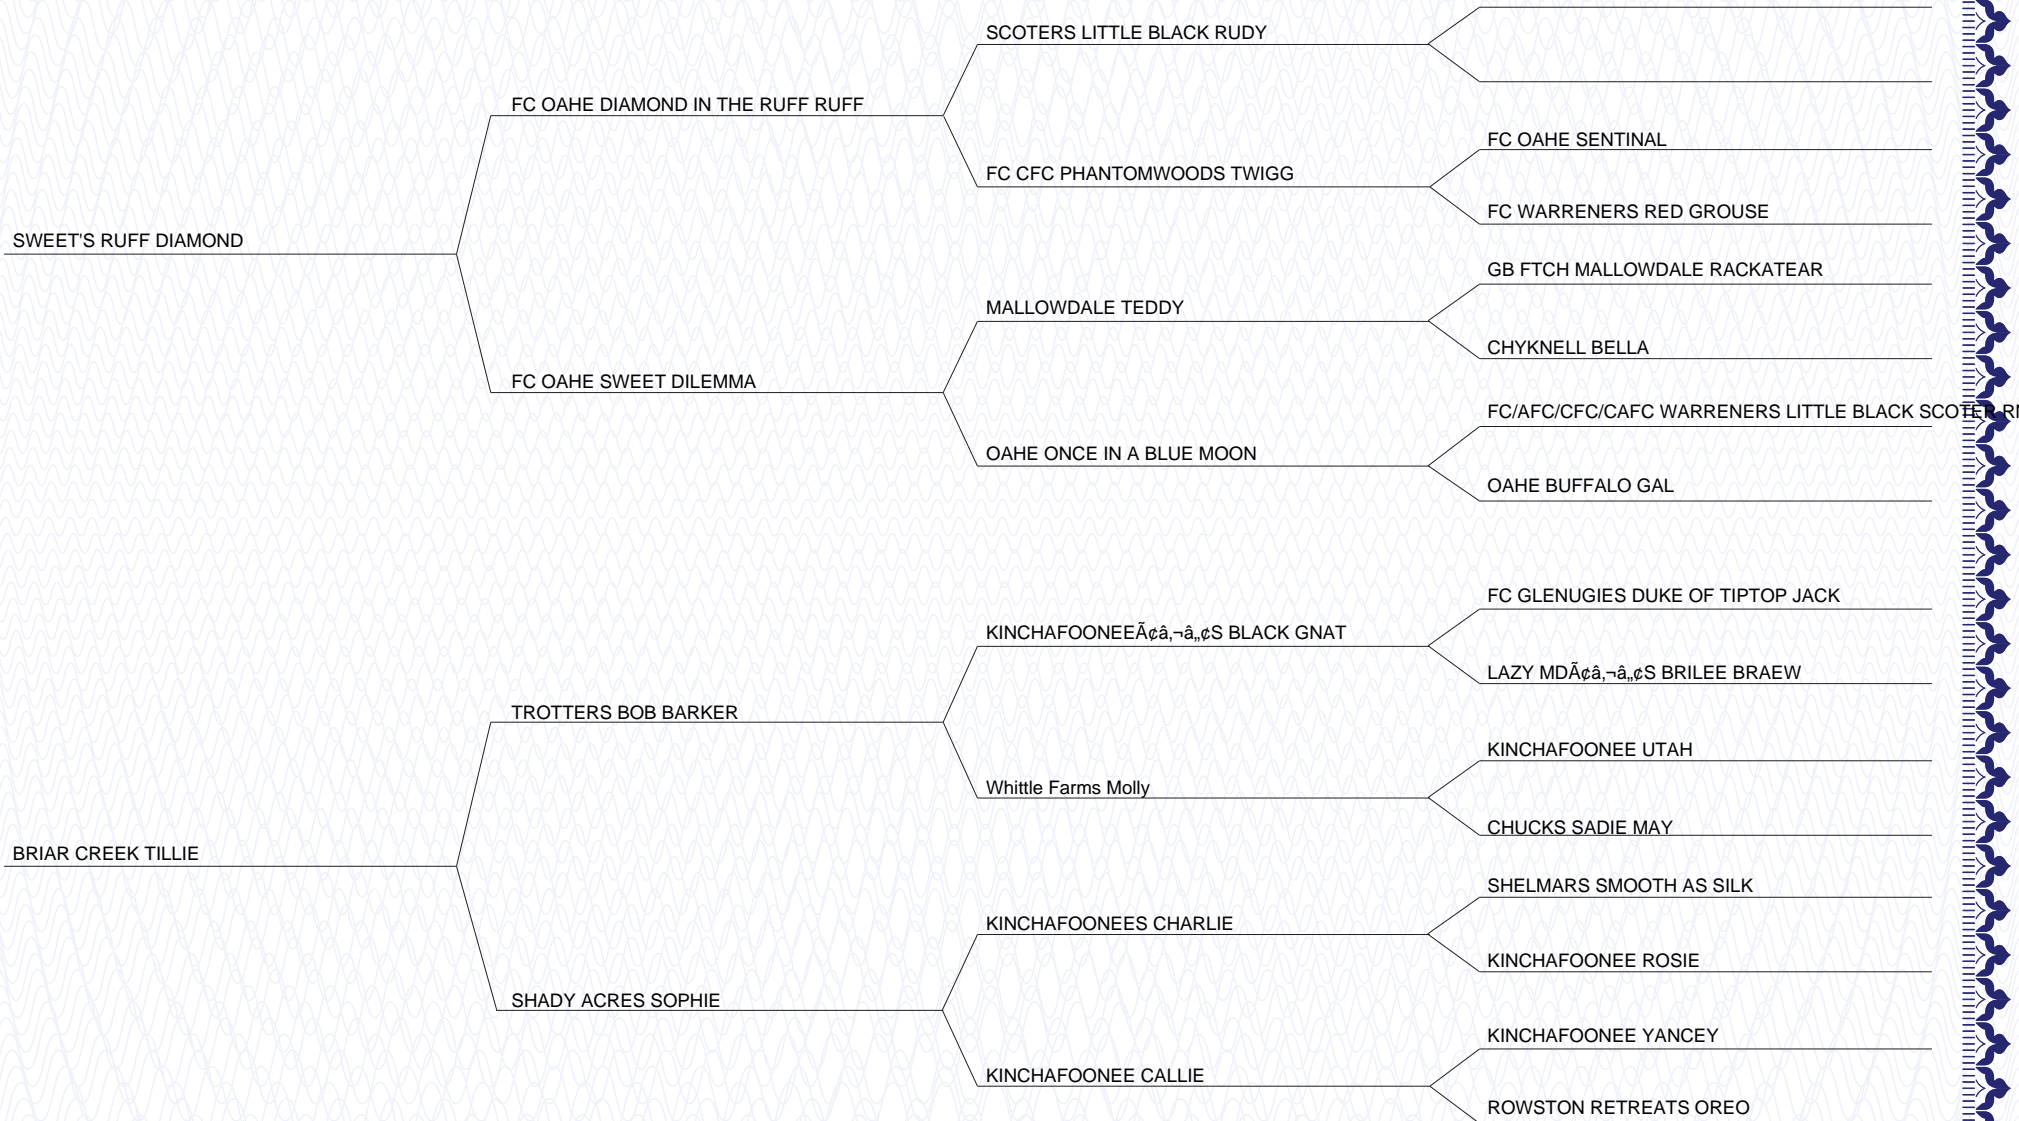 SCOTERS LITTLE BLACK RUDY
FC OAHE DIAMOND IN THE RUFF RUFF
FC OAHE SENTINAL
FC CFC PHANTOMWOODS TWIGG
FC WARRENERS RED GROUSE
SWEET'S RUFF DIAMOND
GB FTCH MALLOWDALE RACKATEAR
MALLOWDALE TEDDY
CHYKNELL BELLA
FC OAHE SWEET DILEMMA
FC/AFC/CFC/CAFC WARRENERS LITTLE BLACK SCOTER RN
OAHE ONCE IN A BLUE MOON
OAHE BUFFALO GAL
FC GLENUGIES DUKE OF TIPTOP JACK
KINCHAFOONEEÃ¢â‚¬â„¢S BLACK GNAT
LAZY MDÃ¢â‚¬â„¢S BRILEE BRAEW
TROTTERS BOB BARKER
KINCHAFOONEE UTAH
Whittle Farms Molly
CHUCKS SADIE MAY
BRIAR CREEK TILLIE
SHELMARS SMOOTH AS SILK
KINCHAFOONEES CHARLIE
KINCHAFOONEE ROSIE
SHADY ACRES SOPHIE
KINCHAFOONEE YANCEY
KINCHAFOONEE CALLIE
ROWSTON RETREATS OREO